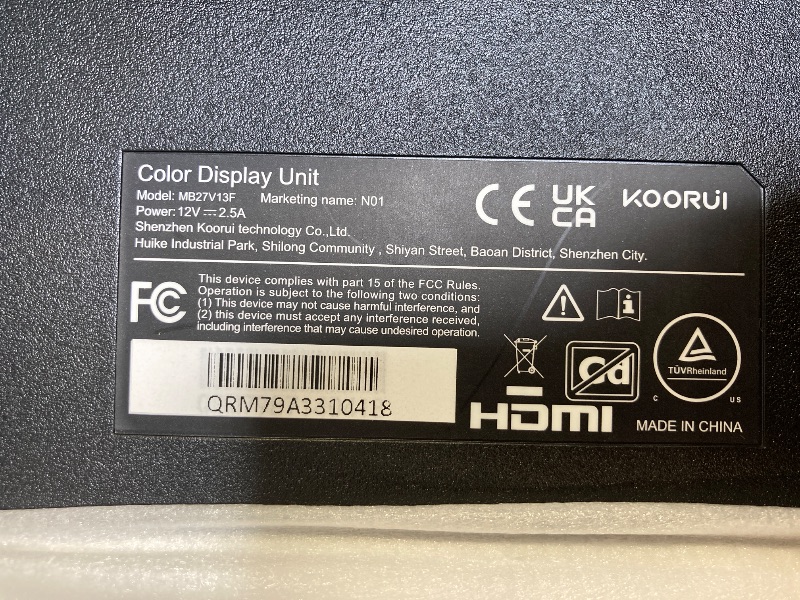 Color Display Unit
Model: MB27V13F Marketing name: N01
Power: 12V ⎓ 2.5A
Shenzhen Koorui technology Co.,Ltd.
Huike Industrial Park, Shilong Community , Shiyan Street, Baoan District, Shenzhen City.
CE
UK
CA
KOORUI
FC
This device complies with part 15 of the FCC Rules.
Operation is subject to the following two conditions:
(1) This device may not cause harmful interference, and
(2) this device must accept any interference received,
including interference that may cause undesired operation.
QRM79A3310418
Cd
TÜVRheinland
C US
HDMI
MADE IN CHINA